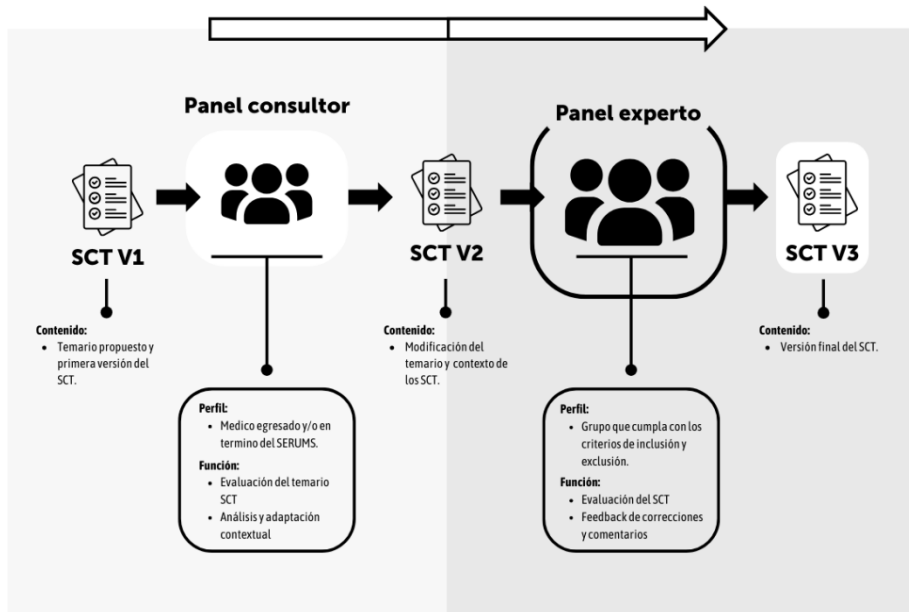 Panel consultor
Panel experto
SCT V1
SCT V2
SCT V3
Contenido:
• Temario propuesto y
primera versión del
SCT.
Contenido:
• Modificación del
temario y contexto de
los SCT.
Contenido:
• Versión final del SCT.
Perfil:
• Medico egresado y/o en
termino del SERUMS.
Función:
• Evaluación del temario
SCT
• Análisis y adaptación
contextual
Perfil:
• Grupo que cumpla con los
criterios de inclusión y
exclusión.
Función:
• Evaluación del SCT
• Feedback de correcciones
y comentarios